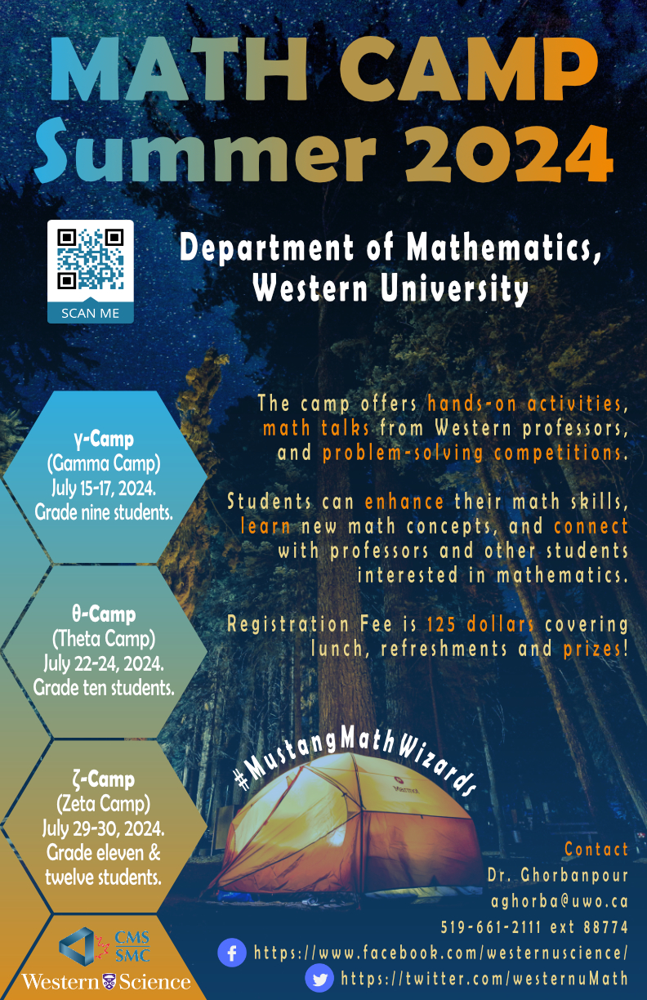 MATH CAMP
Summer 2024
SCAN ME
Department of Mathematics,
Western University
γ-Camp
(Gamma Camp)
July 15-17, 2024.
Grade nine students.
θ-Camp
(Theta Camp)
July 22-24, 2024.
Grade ten students.
ζ-Camp
(Zeta Camp)
July 29-30, 2024.
Grade eleven &
twelve students.
CMS
SMC
Western Science
The camp offers hands-on activities,
math talks from Western professors,
and problem-solving competitions.
Students can enhance their math skills,
learn new math concepts, and connect
with professors and other students
interested in mathematics.
Registration Fee is 125 dollars covering
lunch, refreshments and prizes!
#MustangMathWizards
Marmot
Contact
Dr. Ghorbanpour
aghorba@uwo.ca
519-661-2111 ext 88774
https://www.facebook.com/westernuscience/
https://twitter.com/westernuMath